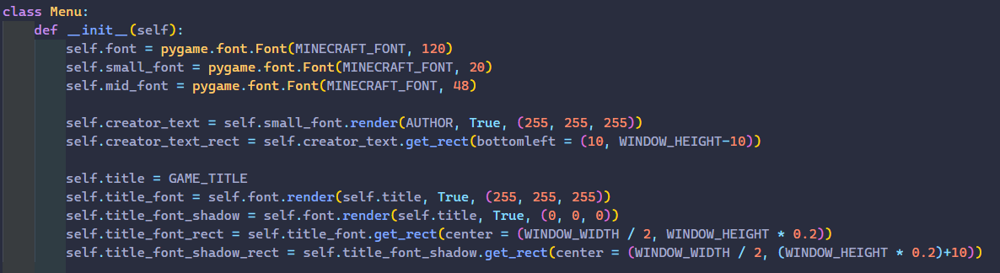 class Menu:
    def __init__(self):
        self.font = pygame.font.Font(MINECRAFT_FONT, 120)
        self.small_font = pygame.font.Font(MINECRAFT_FONT, 20)
        self.mid_font = pygame.font.Font(MINECRAFT_FONT, 48)

        self.creator_text = self.small_font.render(AUTHOR, True, (255, 255, 255))
        self.creator_text_rect = self.creator_text.get_rect(bottomleft = (10, WINDOW_HEIGHT-10))

        self.title = GAME_TITLE
        self.title_font = self.font.render(self.title, True, (255, 255, 255))
        self.title_font_shadow = self.font.render(self.title, True, (0, 0, 0))
        self.title_font_rect = self.title_font.get_rect(center = (WINDOW_WIDTH / 2, WINDOW_HEIGHT * 0.2))
        self.title_font_shadow_rect = self.title_font_shadow.get_rect(center = (WINDOW_WIDTH / 2, (WINDOW_HEIGHT * 0.2)+10))